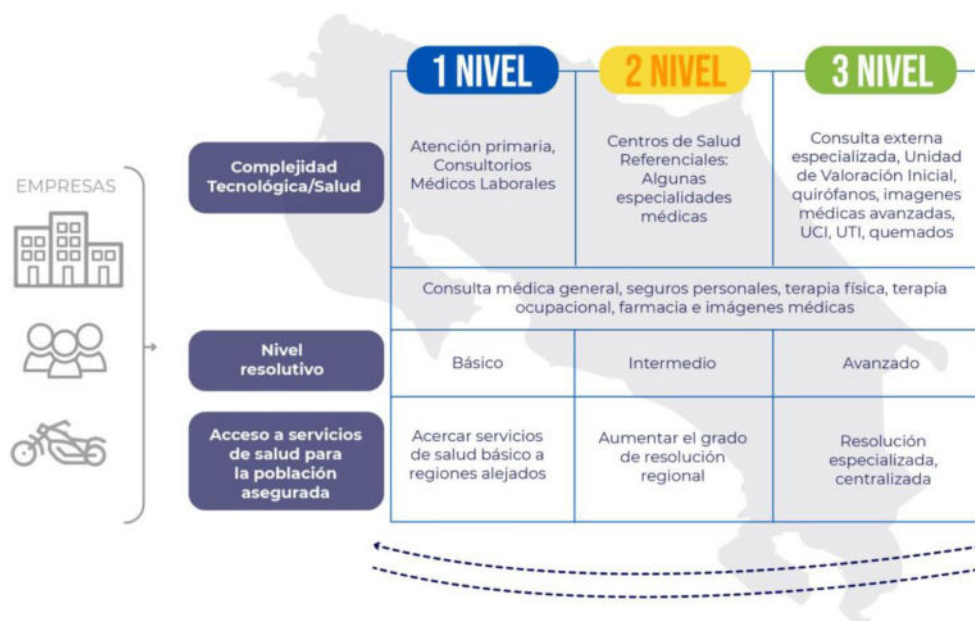 1 NIVEL
2 NIVEL
3 NIVEL
EMPRESAS
Complejidad
Tecnológica/Salud
Atención primaria,
Consultorios
Médicos Laborales
Centros de Salud
Referenciales:
Algunas
especialidades
médicas
Consulta externa
especializada, Unidad
de Valoración Inicial,
quirófanos, imagenes
médicas avanzadas,
UCI, UTI, quemados
Consulta médica general, seguros personales, terapia física, terapia
ocupacional, farmacia e imágenes médicas
Nivel
resolutivo
Básico
Intermedio
Avanzado
Acceso a servicios
de salud para
la población
asegurada
Acercar servicios
de salud básico a
regiones alejados
Aumentar el grado
de resolución
regional
Resolución
especializada,
centralizada